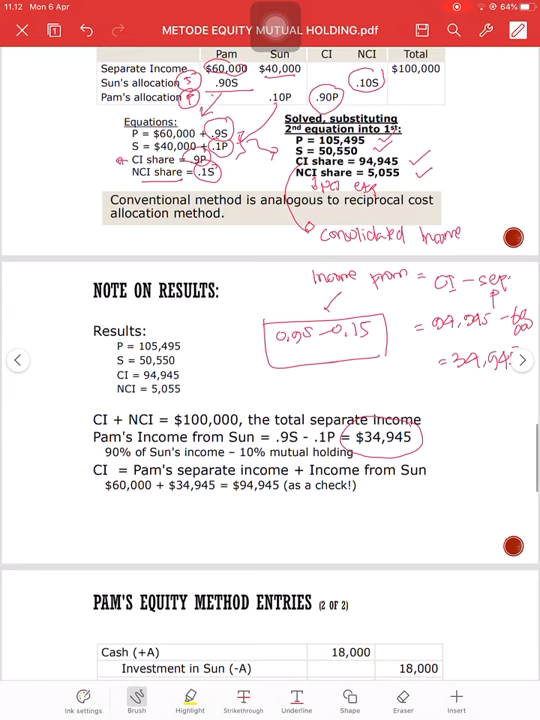 11.12 Mon 6 Apr
64%
1
METODE EQUITY MUTUAL HOLDING.pdf
Pam Sun CI NCI Total
Separate Income $60,000 $40,000 $100,000
Sun's allocation S .90S .10S
Pam's allocation P .10P .90P
Equations:
P = $60,000 + .9S
S = $40,000 + .1P
CI share = .9P
NCI share = .1S
Solved, substituting
2nd equation into 1st:
P = 105,495
S = 50,550
CI share = 94,945
NCI share = 5,055
Conventional method is analogous to reciprocal cost
allocation method.
consolidated Income
NOTE ON RESULTS:
Income from = CI - sep.
P
0.9S - 0.1S
Results:
P = 105,495
S = 50,550
CI = 94,945
NCI = 5,055
CI + NCI = $100,000, the total separate income
Pam's Income from Sun = .9S - .1P = $34,945
90% of Sun's income – 10% mutual holding
CI = Pam's separate income + Income from Sun
$60,000 + $34,945 = $94,945 (as a check!)
PAM'S EQUITY METHOD ENTRIES (2 OF 2)
Cash (+A) 18,000
Investment in Sun (-A) 18,000
Ink settings
Brush
Highlight
Strikethrough
Underline
Shape
Eraser
Insert